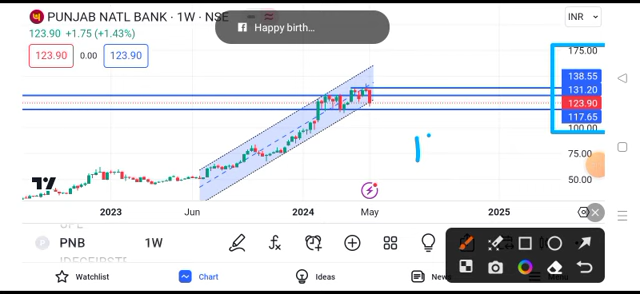 PUNJAB NATL BANK · 1W · NSE
INR
Happy birth...
123.90 +1.75 (+1.43%)
123.90 0.00 123.90
175.00
138.55
131.20
123.90
117.65
100.00
75.00
50.00
2023 Jun 2024 May 2025
PNB 1W
Watchlist Chart Ideas News Menu